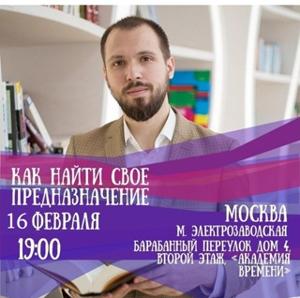 КАК НАЙТИ СВОЕ
ПРЕДНАЗНАЧЕНИЕ
16 ФЕВРАЛЯ
19:00
МОСКВА
М. ЭЛЕКТРОЗАВОДСКАЯ
БАРАБАННЫЙ ПЕРЕУЛОК ДОМ 4,
ВТОРОЙ ЭТАЖ, «АКАДЕМИЯ
ВРЕМЕНИ»